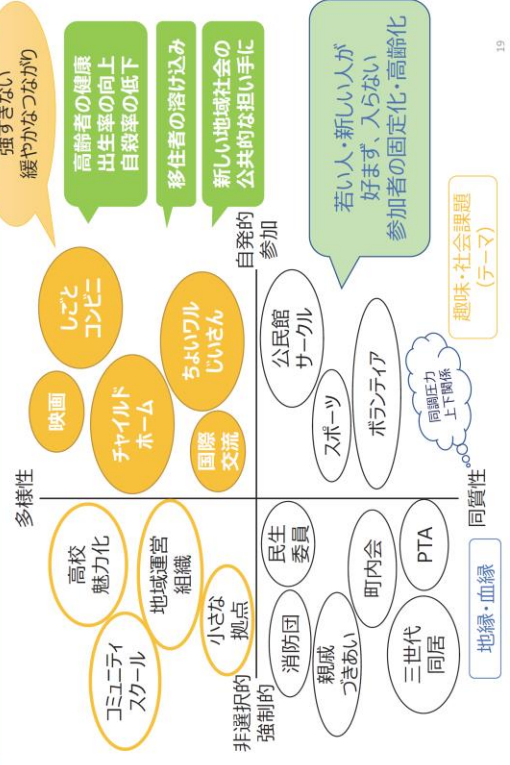 強すぎない
緩やかなつながり
高齢者の健康
出生率の向上
自殺率の低下
移住者の溶け込み
新しい地域社会の
公共的な担い手に
多様性
映画
しごと
コンビニ
チャイルド
ホーム
ちょいワル
じいさん
国際
交流
高校
魅力化
コミュニティ
スクール
地域運営
組織
小さな
拠点
非選択的
強制的
自発的
参加
消防団
民生
委員
親戚
づきあい
町内会
三世代
同居
PTA
公民館
サークル
スポーツ
ボランティア
同調圧力
上下関係
若い人・新しい人が
好まず、入らない
参加者の固定化・高齢化
同質性
地縁・血縁
趣味・社会課題
(テーマ)
19